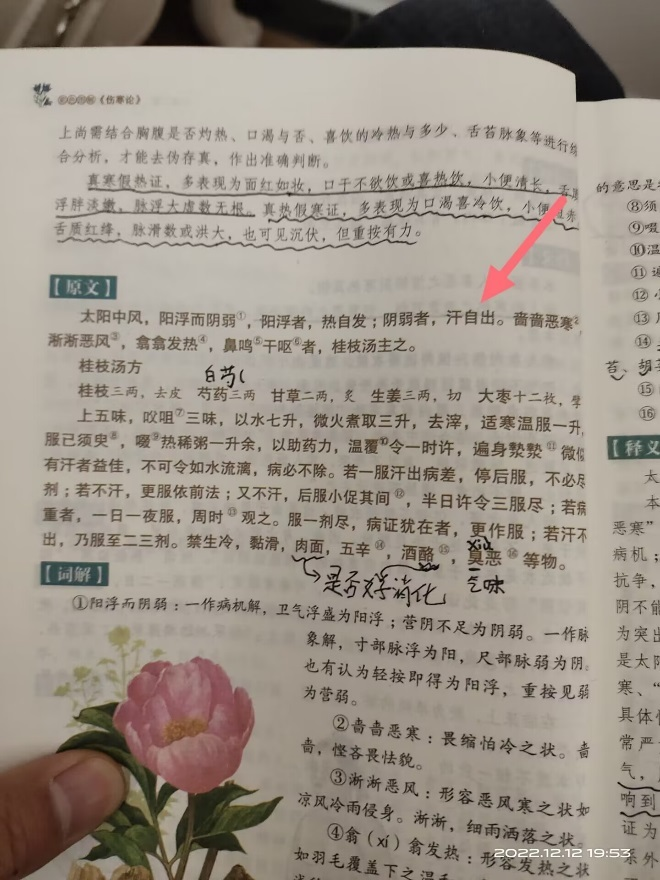 《伤寒论》
上尚需结合胸腹是否灼热、口渴与否、喜饮的冷热与多少、舌苔脉象等进行综
合分析，才能去伪存真，作出准确判断。
真寒假热证，多表现为面红如妆，口干不欲饮或喜热饮，小便清长，舌
浮胖淡嫩，脉浮大虚数无根。真热假寒证，多表现为口渴喜冷饮，小便 赤
舌质红绛，脉滑数或洪大，也可见沉伏，但重按有力。
【原文】
太阳中风，阳浮而阴弱①，阳浮者，热自发；阴弱者，汗自出。啬啬恶寒②
淅淅恶风③，翕翕发热④，鼻鸣⑤干呕⑥者，桂枝汤主之。
桂枝汤方
白芍
桂枝三两，去皮 芍药三两 甘草二两，炙 生姜三两，切 大枣十二枚，擘
上五味，㕮咀⑦三味，以水七升，微火煮取三升，去滓，适寒温服一升
服已须臾⑧，啜⑨热稀粥一升余，以助药力，温覆⑩令一时许，遍身漐漐⑪微似
有汗者益佳，不可令如水流漓，病必不除。若一服汗出病差，停后服，不必尽
剂；若不汗，更服依前法；又不汗，后服小促其间⑫，半日许令三服尽；若病
重者，一日一夜服，周时⑬观之。服一剂尽，病证犹在者，更作服；若汗不
出，乃服至二三剂。禁生冷，黏滑，肉面，五辛⑭，酒酪⑮，臭恶⑯等物。
xiù
气味
是否好消化
【词解】
①阳浮而阴弱：一作病机解，卫气浮盛为阳浮；营阴不足为阴弱。一作脉
象解，寸部脉浮为阳，尺部脉弱为阴。
也有认为轻按即得为阳浮，重按见弱
为营弱。
②啬啬恶寒：畏缩怕冷之状。啬
啬，悭吝畏怯貌。
③淅淅恶风：形容恶风寒之状如
凉风冷雨侵身。淅淅，细雨洒落之状。
④翕（xī）翕发热：形容发热之状
如羽毛覆盖下之温
的意思是
⑧须
⑨啜
⑩温
⑪遍
⑫小
⑬
⑭
苔、胡
⑮
⑯
【释义
太
本
恶寒”
病机；
抗争，
阴不能
为突出
是太阳
寒、“
具体
常严
气，
响到
证为
系外
2022.12.12 19:53